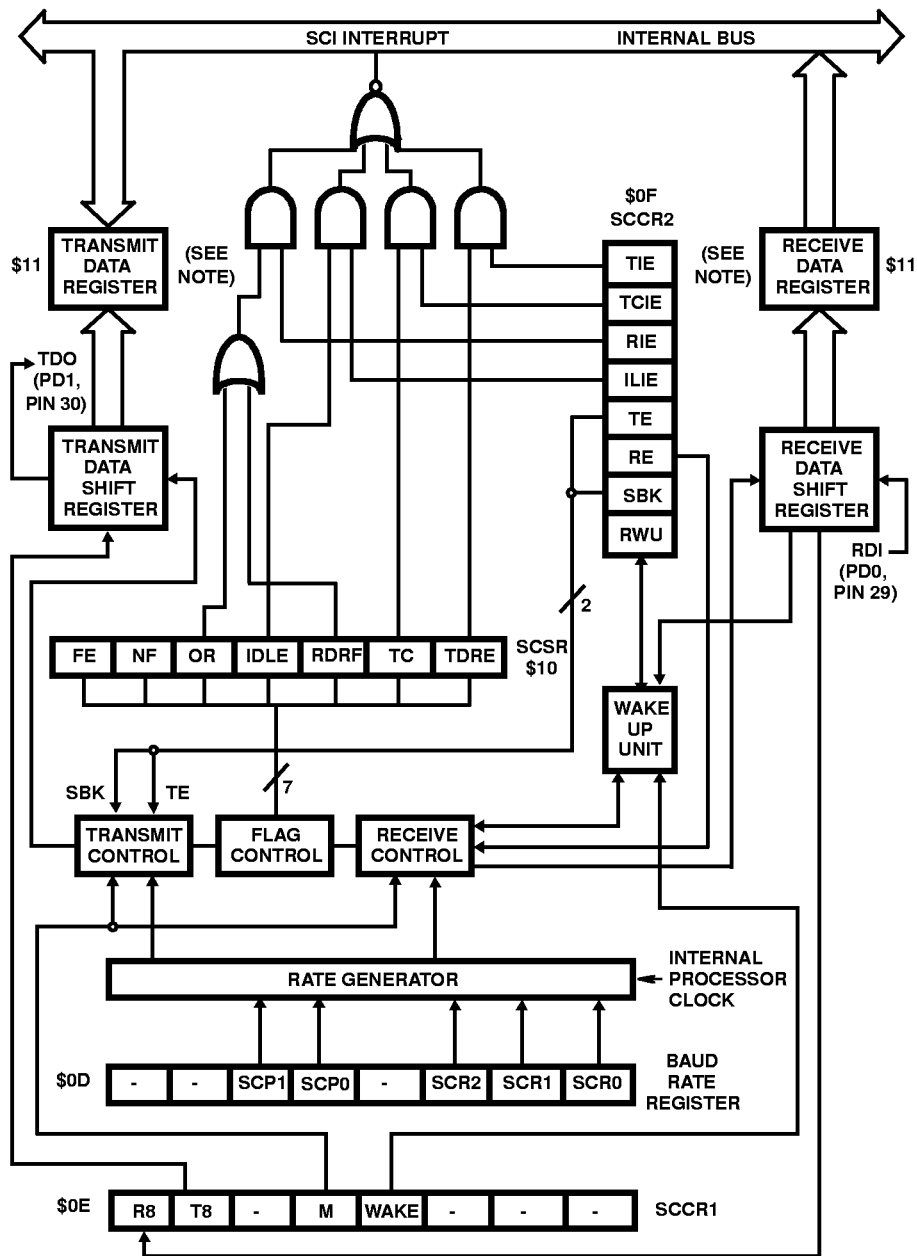 SCI INTERRUPT INTERNAL BUS
$0F
SCCR2
$11
TRANSMIT
DATA
REGISTER
(SEE
NOTE)
TIE
TCIE
RIE
ILIE
TE
RE
SBK
RWU
(SEE
NOTE)
RECEIVE
DATA
REGISTER
$11
TDO
(PD1,
PIN 30)
TRANSMIT
DATA
SHIFT
REGISTER
RECEIVE
DATA
SHIFT
REGISTER
RDI
(PD0,
PIN 29)
2
FE NF OR IDLE RDRF TC TDRE
SCSR
$10
WAKE
UP
UNIT
7
SBK TE
TRANSMIT
CONTROL
FLAG
CONTROL
RECEIVE
CONTROL
RATE GENERATOR
INTERNAL
PROCESSOR
CLOCK
$0D - - SCP1 SCP0 - SCR2 SCR1 SCR0
BAUD
RATE
REGISTER
$0E R8 T8 - M WAKE - - - SCCR1